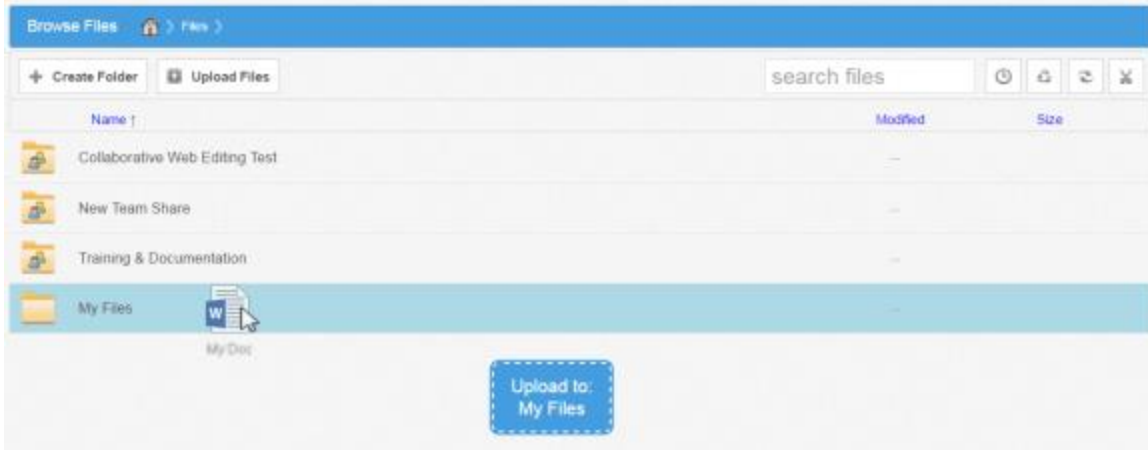 Browse Files Files
Create Folder Upload Files search files
Name ↑ Modified Size
Collaborative Web Editing Test --
New Team Share --
Training & Documentation --
My Files --
W
My Doc
Upload to:
My Files